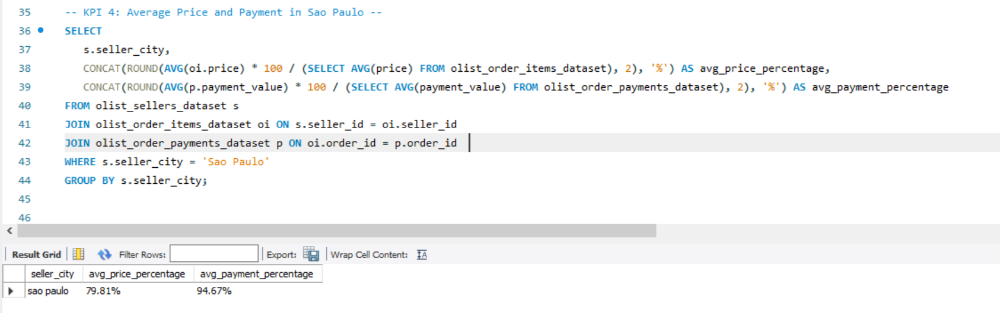 35 -- KPI 4: Average Price and Payment in Sao Paulo --
36 SELECT
37 s.seller_city,
38 CONCAT(ROUND(AVG(oi.price) * 100 / (SELECT AVG(price) FROM olist_order_items_dataset), 2), '%') AS avg_price_percentage,
39 CONCAT(ROUND(AVG(p.payment_value) * 100 / (SELECT AVG(payment_value) FROM olist_order_payments_dataset), 2), '%') AS avg_payment_percentage
40 FROM olist_sellers_dataset s
41 JOIN olist_order_items_dataset oi ON s.seller_id = oi.seller_id
42 JOIN olist_order_payments_dataset p ON oi.order_id = p.order_id
43 WHERE s.seller_city = 'Sao Paulo'
44 GROUP BY s.seller_city;
45
46
Result Grid Filter Rows: Export: Wrap Cell Content: IA
seller_city avg_price_percentage avg_payment_percentage
sao paulo 79.81% 94.67%